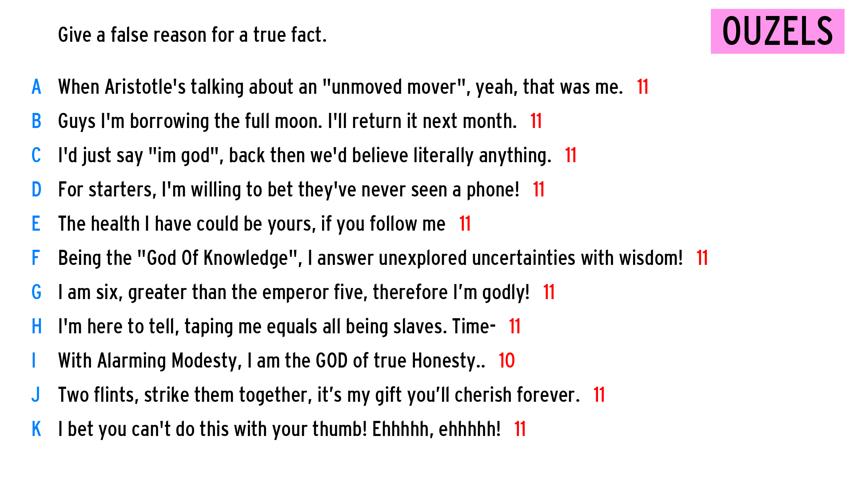 Give a false reason for a true fact.
OUZELS
A When Aristotle's talking about an "unmoved mover", yeah, that was me. 11
B Guys I'm borrowing the full moon. I'll return it next month. 11
C I'd just say "im god", back then we'd believe literally anything. 11
D For starters, I'm willing to bet they've never seen a phone! 11
E The health I have could be yours, if you follow me 11
F Being the "God Of Knowledge", I answer unexplored uncertainties with wisdom! 11
G I am six, greater than the emperor five, therefore I’m godly! 11
H I'm here to tell, taping me equals all being slaves. Time- 11
I With Alarming Modesty, I am the GOD of true Honesty.. 10
J Two flints, strike them together, it’s my gift you’ll cherish forever. 11
K I bet you can't do this with your thumb! Ehhhhh, ehhhhh! 11